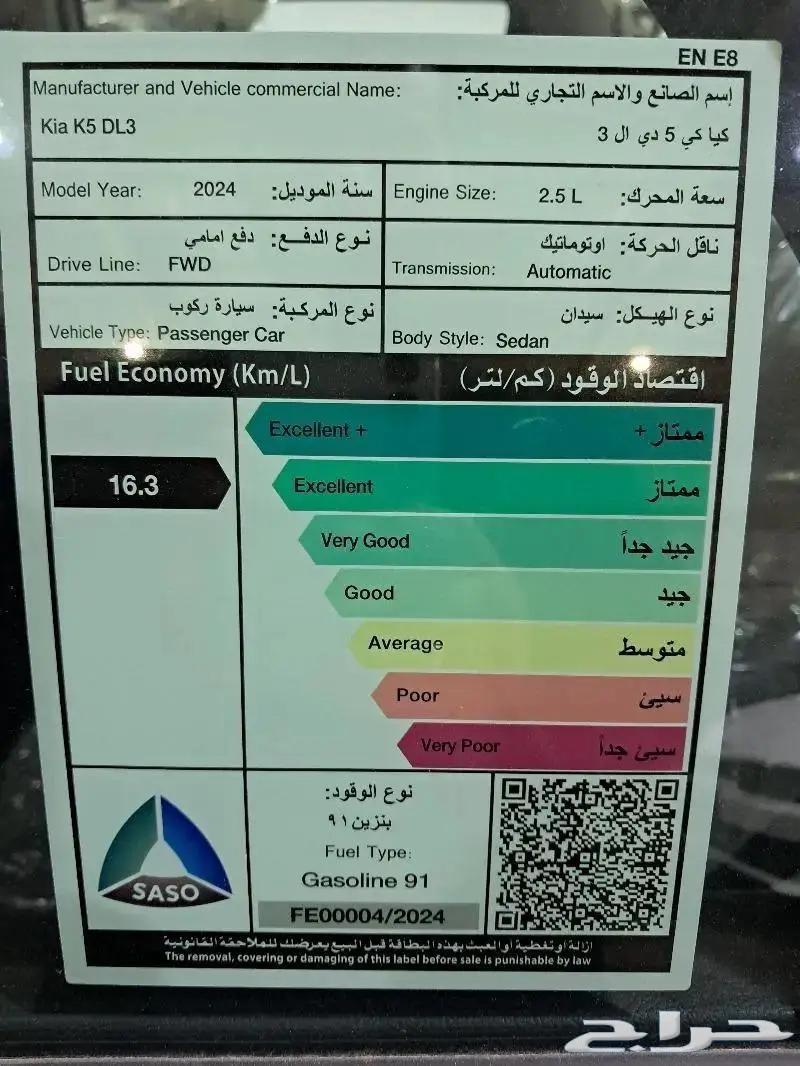 EN E8
Manufacturer and Vehicle commercial Name: إسم الصانع والاسم التجاري للمركبة:
Kia K5 DL3 كيا كي 5 دي ال 3
Model Year: 2024 سنة الموديل:
Engine Size: 2.5 L سعة المحرك:
نوع الدفـع: دفع امامي
Drive Line: FWD
ناقل الحركة: اوتوماتيك
Transmission: Automatic
نوع المركبة: سيارة ركوب
Vehicle Type: Passenger Car
نوع الهيكل: سيدان
Body Style: Sedan
Fuel Economy (Km/L) اقتصاد الوقود (كم/لتر)
Excellent + ممتاز +
16.3
Excellent ممتاز
Very Good جيد جداً
Good جيد
Average متوسط
Poor سيئ
Very Poor سيئ جداً
SASO
نوع الوقود:
بنزين ٩١
Fuel Type:
Gasoline 91
FE00004/2024
ازالة او تغطية أو العبث بهذه البطاقة قبل البيع يعرضك للملاحقة القانونية
The removal, covering or damaging of this label before sale is punishable by law
حراج